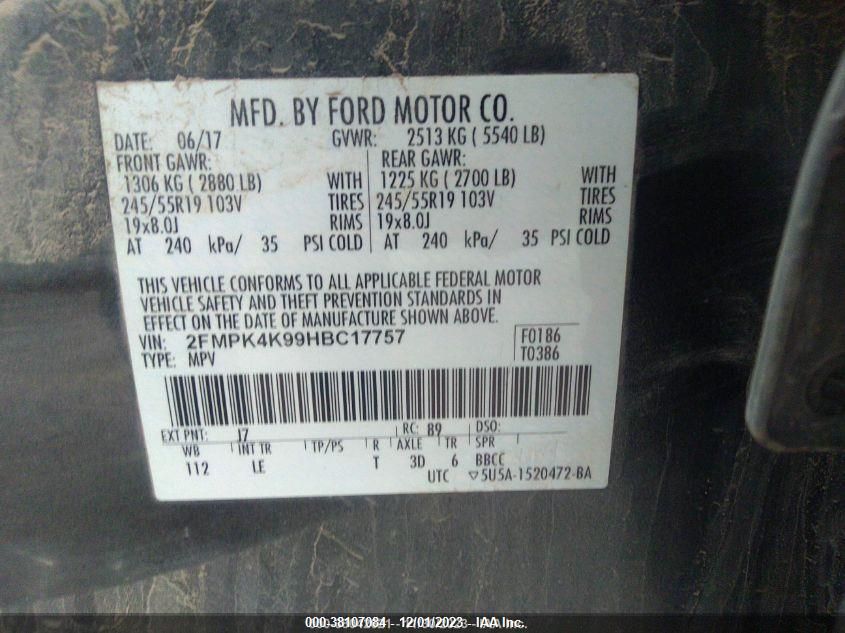 MFD. BY FORD MOTOR CO.
DATE: 06/17 GVWR: 2513 KG ( 5540 LB)
FRONT GAWR: REAR GAWR:
1306 KG ( 2880 LB) WITH 1225 KG ( 2700 LB) WITH
245/55R19 103V TIRES 245/55R19 103V TIRES
19x8.0J RIMS 19x8.0J RIMS
AT 240 kPa/ 35 PSI COLD AT 240 kPa/ 35 PSI COLD
THIS VEHICLE CONFORMS TO ALL APPLICABLE FEDERAL MOTOR
VEHICLE SAFETY AND THEFT PREVENTION STANDARDS IN
EFFECT ON THE DATE OF MANUFACTURE SHOWN ABOVE.
VIN: 2FMPK4K99HBC17757 F0186
TYPE: MPV T0386
EXT PNT: J7 RC: 89 DSO:
WB INT TR TP/PS R AXLE TR SPR
112 LE T 3D 6 BBCC
UTC ▽5U5A-1520472-BA
000-38107084 - 12/01/2023 - IAA Inc.